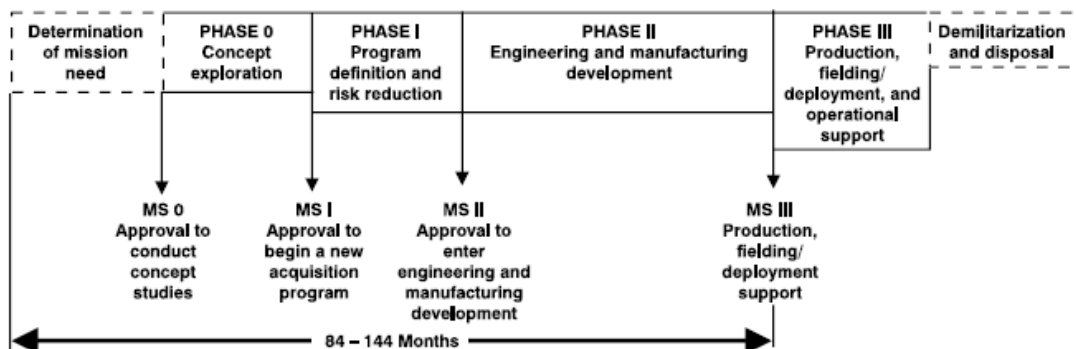 Determination
of mission
need
PHASE 0
Concept
exploration
PHASE I
Program
definition and
risk reduction
PHASE II
Engineering and manufacturing
development
PHASE III
Production,
fielding/
deployment, and
operational
support
Demilitarization
and disposal
MS 0
Approval to
conduct
concept
studies
MS I
Approval to
begin a new
acquisition
program
MS II
Approval to
enter
engineering and
manufacturing
development
MS III
Production,
fielding/
deployment
support
84 – 144 Months